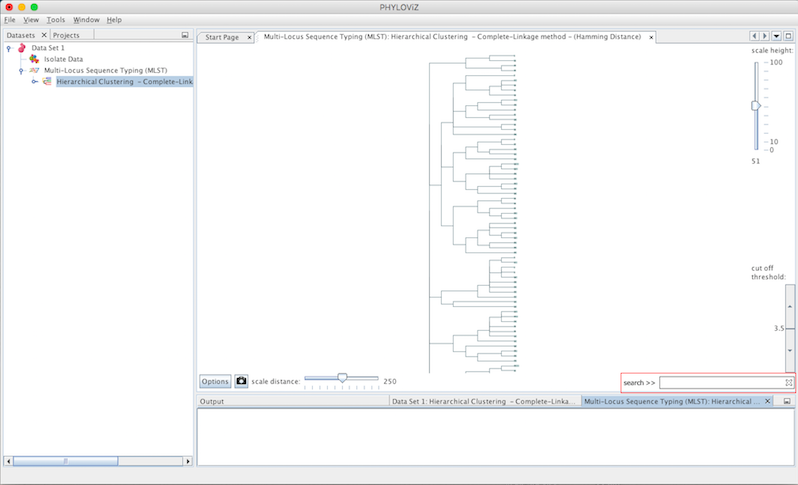 PHYLOViZ
File View Tools Window Help
Datasets Projects
Data Set 1
Isolate Data
Multi-Locus Sequence Typing (MLST)
Hierarchical Clustering - Complete-Link
Start Page
Multi-Locus Sequence Typing (MLST): Hierarchical Clustering - Complete-Linkage method - (Hamming Distance)
scale height:
100
10
0
51
cut off
threshold:
3.5
Options
scale distance:
250
search >>
Output
Data Set 1: Hierarchical Clustering - Complete-Linka...
Multi-Locus Sequence Typing (MLST): Hierarchical ...